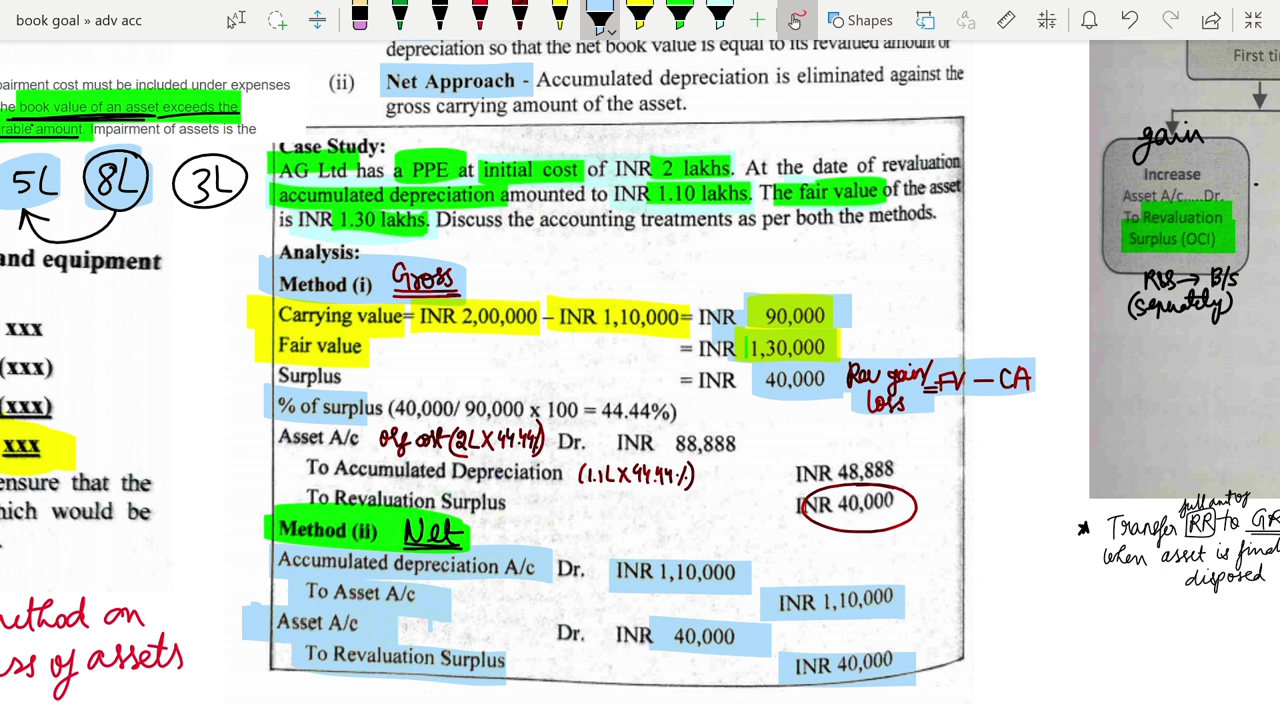 book goal » adv acc
Shapes
depreciation so that the net book value is equal to its revalued amount or
(ii) Net Approach - Accumulated depreciation is eliminated against the
gross carrying amount of the asset.
pairment cost must be included under expenses
he book value of an asset exceeds the
rable amount. Impairment of assets is the
5L 8L 3L
and equipment
xxx
(xxx)
(xxx)
xxx
ensure that the
hich would be
ethod on
ss of assets
Case Study:
AG Ltd has a PPE at initial cost of INR 2 lakhs. At the date of revaluation
accumulated depreciation amounted to INR 1.10 lakhs. The fair value of the asset
is INR 1.30 lakhs. Discuss the accounting treatments as per both the methods.
Analysis:
Method (i) Gross
Carrying value= INR 2,00,000 – INR 1,10,000= INR 90,000
Fair value = INR 1,30,000
Surplus = INR 40,000 Rev gain/loss = FV – CA
% of surplus (40,000/ 90,000 x 100 = 44.44%)
Asset A/c Org cost (2L X 44.44%) Dr. INR 88,888
To Accumulated Depreciation (1.1L X 44.44%) INR 48,888
To Revaluation Surplus INR 40,000
Method (ii) Net
Accumulated depreciation A/c Dr. INR 1,10,000
To Asset A/c INR 1,10,000
Asset A/c Dr. INR 40,000
To Revaluation Surplus INR 40,000
First ti
gain
Increase
Asset A/c.....Dr.
To Revaluation
Surplus (OCI)
B/s
(separately)
Transfer RR to
when asset is final
disposed